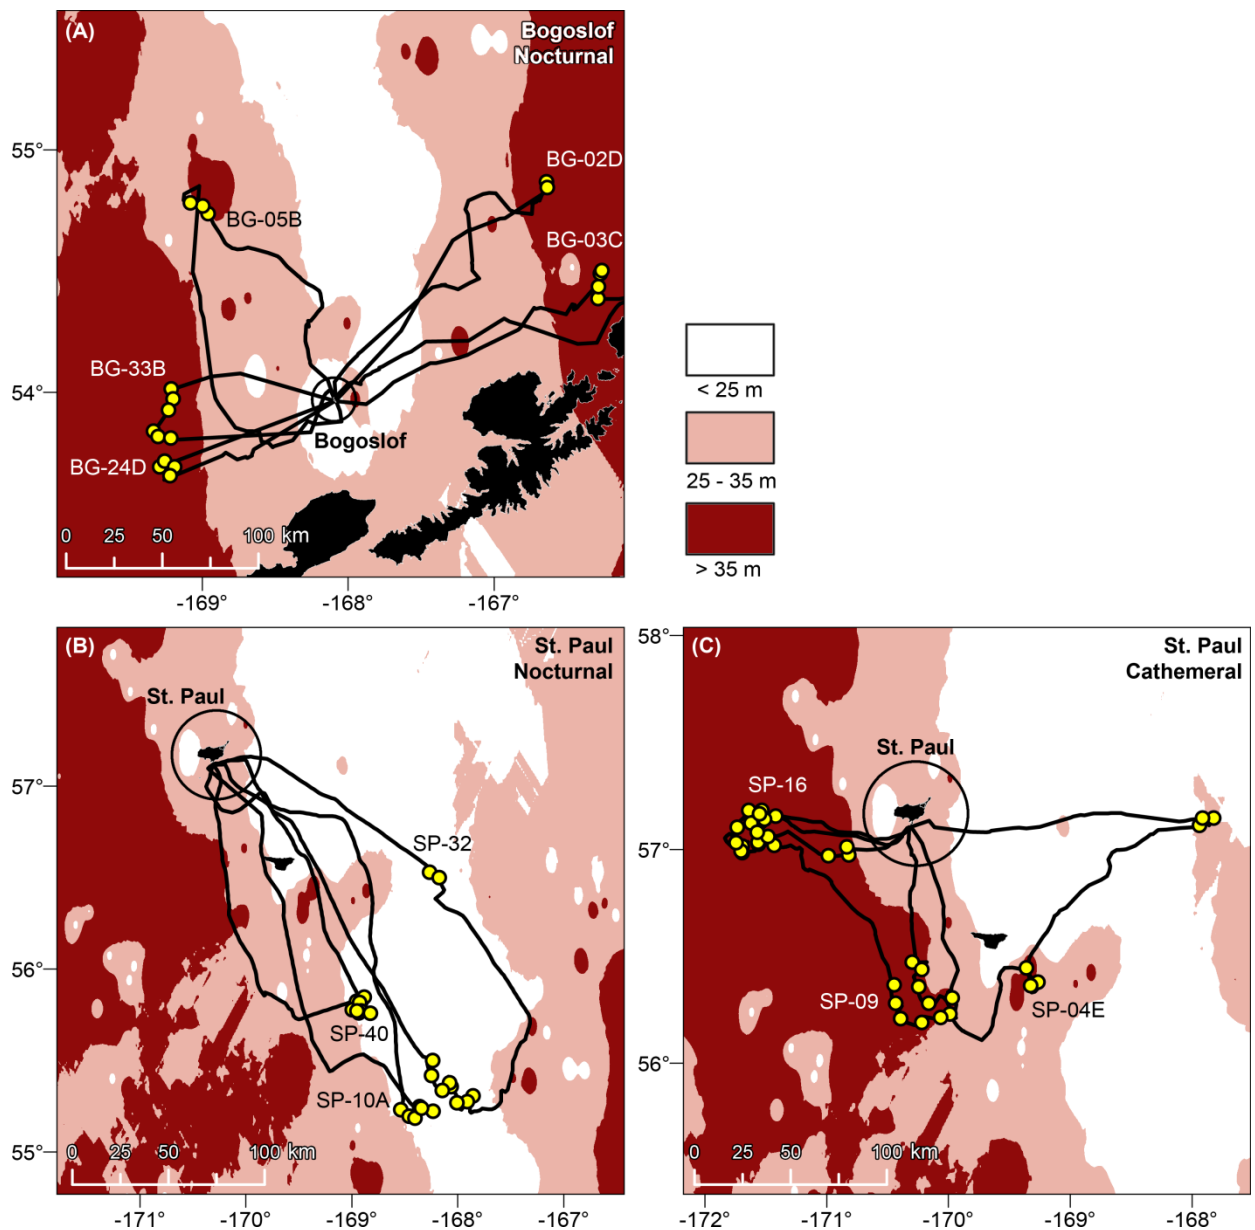 (A)
Bogoslof
Nocturnal
55°
54°
BG-02D
BG-03C
BG-05B
BG-33B
BG-24D
Bogoslof
0 25 50 100 km
-169° -168° -167°
< 25 m
25 - 35 m
> 35 m
(B)
St. Paul
Nocturnal
St. Paul
57°
56°
55°
SP-32
SP-40
SP-10A
0 25 50 100 km
-171° -170° -169° -168° -167°
(C)
St. Paul
Cathemeral
58°
57°
56°
St. Paul
SP-16
SP-09
SP-04E
0 25 50 100 km
-172° -171° -170° -169° -168°